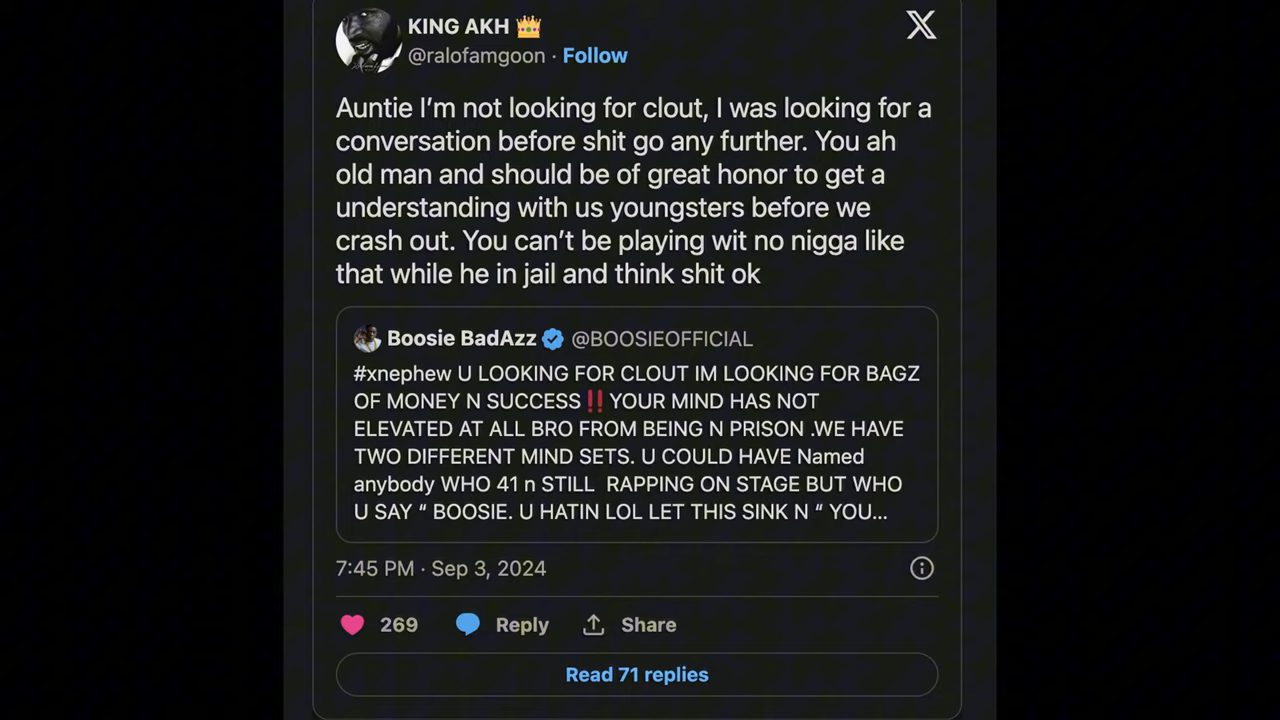 KING AKH 👑
@ralofamgoon · Follow
Auntie I'm not looking for clout, I was looking for a
conversation before shit go any further. You ah
old man and should be of great honor to get a
understanding with us youngsters before we
crash out. You can't be playing wit no nigga like
that while he in jail and think shit ok
Boosie BadAzz @BOOSIEOFFICIAL
#xnephew U LOOKING FOR CLOUT IM LOOKING FOR BAGZ
OF MONEY N SUCCESS‼️YOUR MIND HAS NOT
ELEVATED AT ALL BRO FROM BEING N PRISON .WE HAVE
TWO DIFFERENT MIND SETS. U COULD HAVE Named
anybody WHO 41 n STILL  RAPPING ON STAGE BUT WHO
U SAY “ BOOSIE. U HATIN LOL LET THIS SINK N “ YOU...
7:45 PM · Sep 3, 2024
269 Reply Share
Read 71 replies